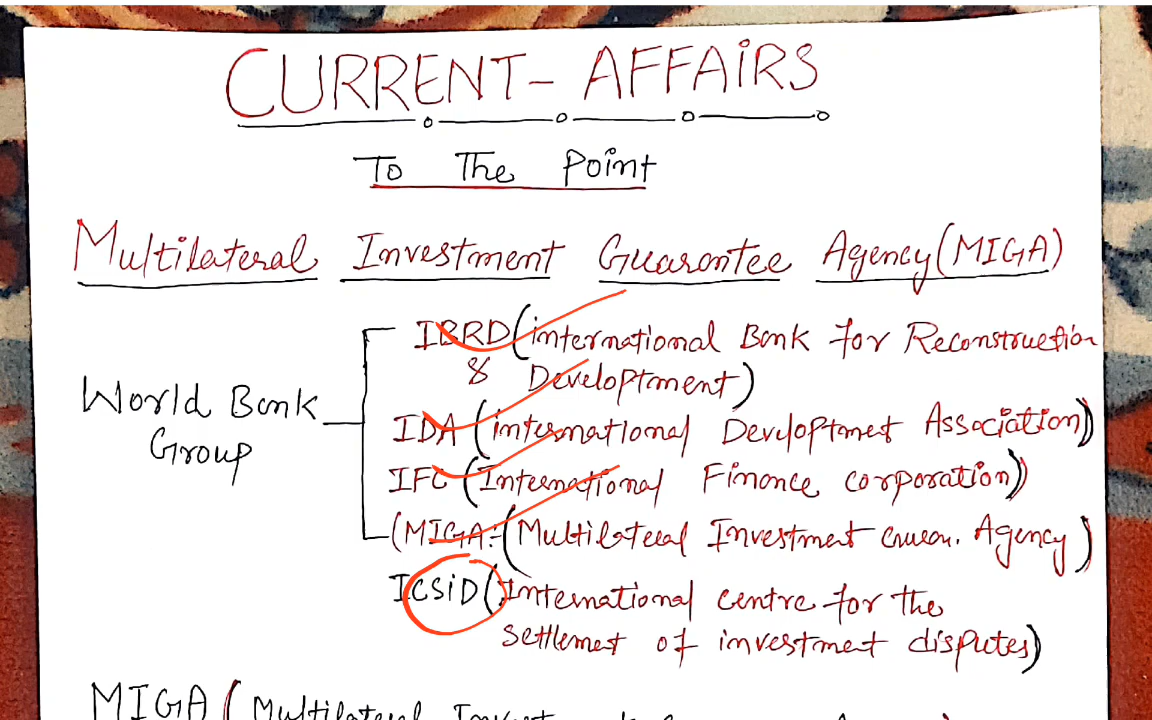 CURRENT- AFFAiRS
To The Point
Multilateral Investment Guarontee Agency (MIGA)
IBRD (international Bank for Reconstruction
& Developtment)
World Bank Group
IDA (international Developtment Association)
IFC (International Finance corporation)
(MIGA:- (Multilateral Investment Agency)
ICSiD (International centre for the
settlement of investment disputes)
MIGA ( Multilateral